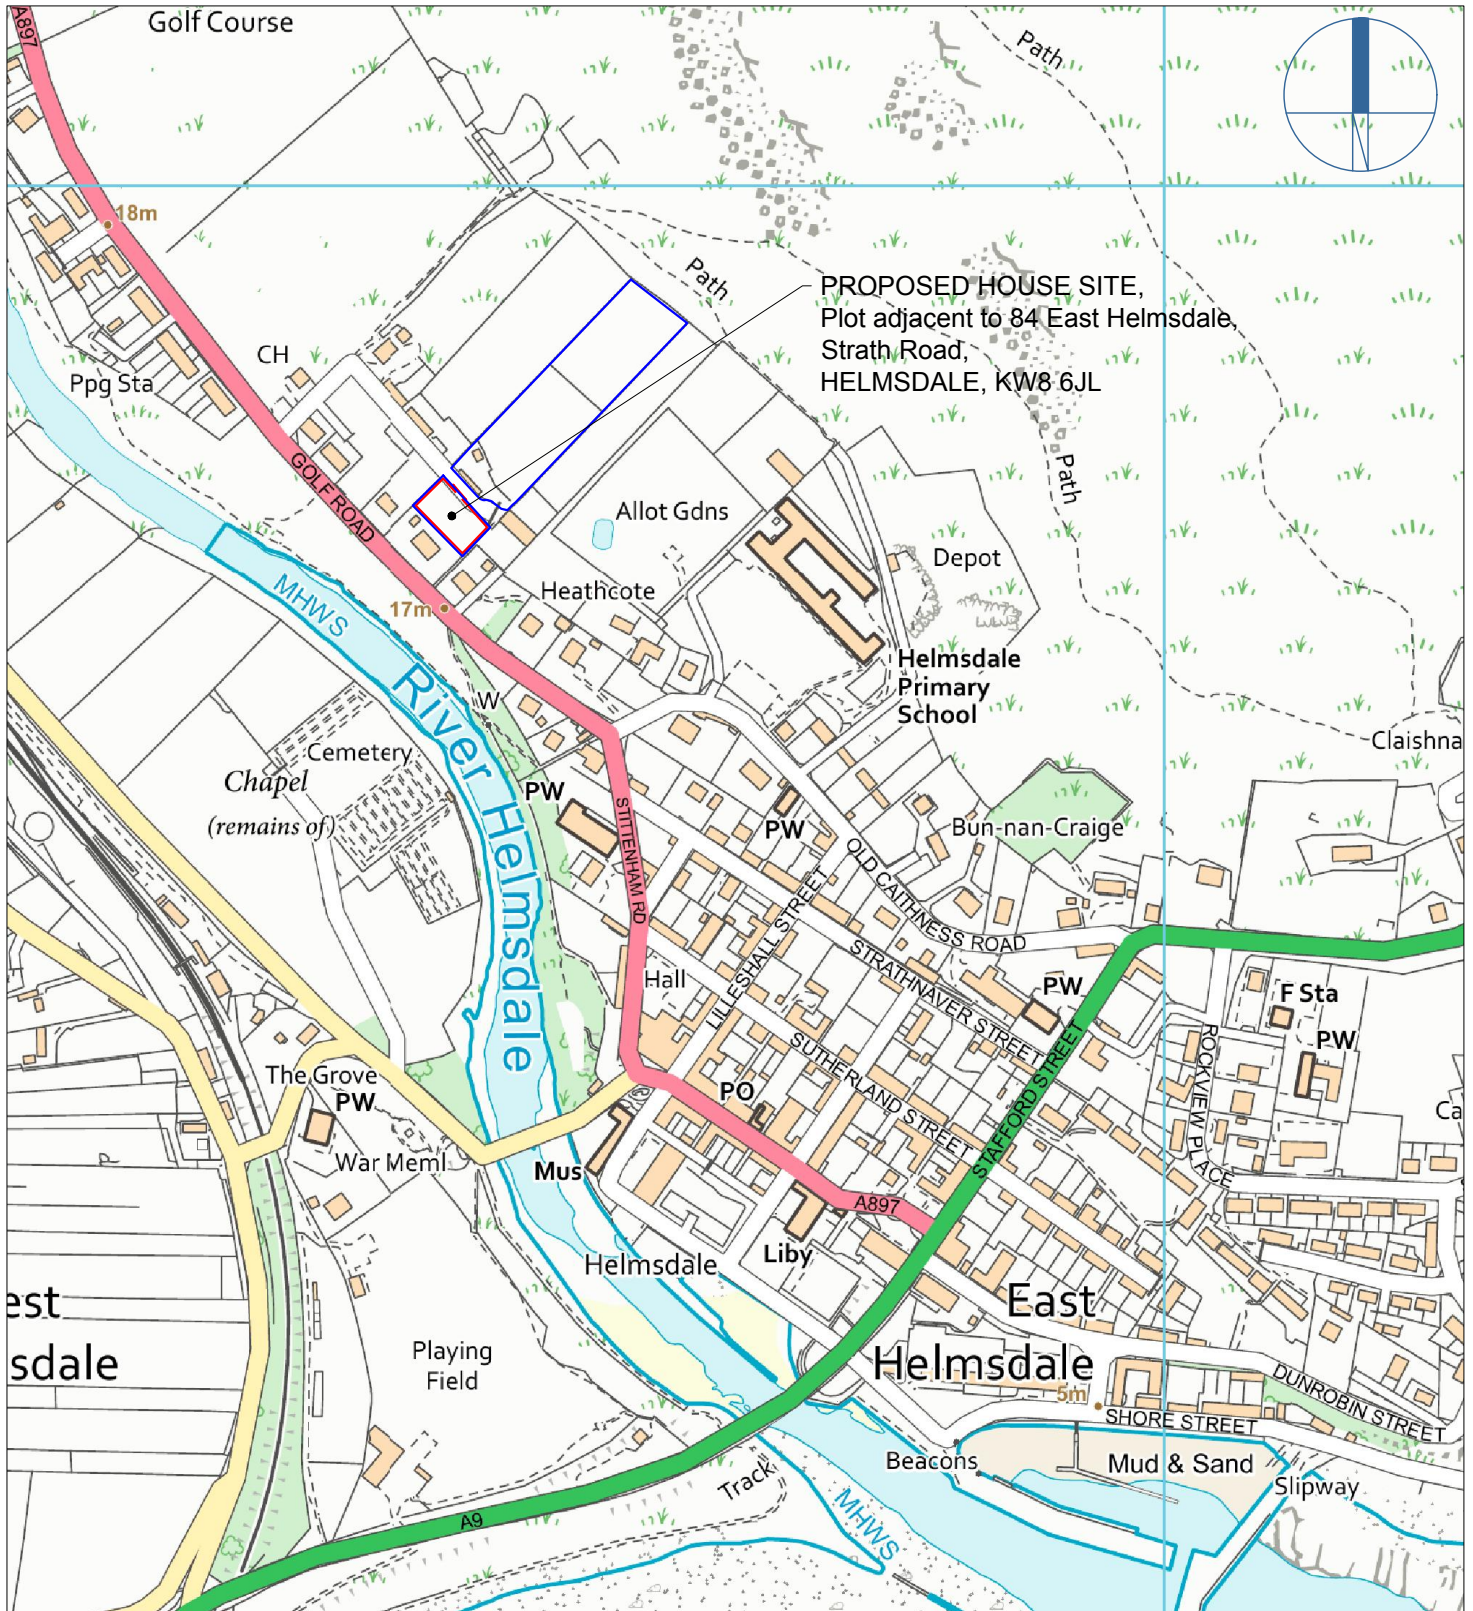 A897
Golf Course
Path
18m
Path
PROPOSED HOUSE SITE,
Plot adjacent to 84 East Helmsdale,
Strath Road,
HELMSDALE, KW8 6JL
CH
Ppg Sta
GOLF ROAD
Path
Allot Gdns
Depot
MHWS
17m
Heathcote
Helmsdale
Primary
School
River Helmsdale
W
Cemetery
Chapel
(remains of)
Claishna
PW
STITTENHAM RD
PW
Bun-nan-Craige
OLD CAITHNESS ROAD
LILLESHALL STREET
STRATHNAVER STREET
Hall
PW
F Sta
PW
SUTHERLAND STREET
STAFFORD STREET
ROCKVIEW PLACE
The Grove
PW
PO
Ca
War Meml
Mus
A897
Liby
Helmsdale
East
Helmsdale
est
sdale
Playing
Field
5m
SHORE STREET
DUNROBIN STREET
Beacons
Mud & Sand
Slipway
Track
MHWS
A9